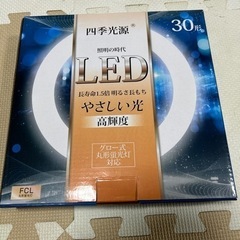 四季光源®
30形
照明の時代
LED
長寿命1.5倍 明るさ長もち
やさしい光
高輝度
グロー式
丸形蛍光灯
対応
FCL